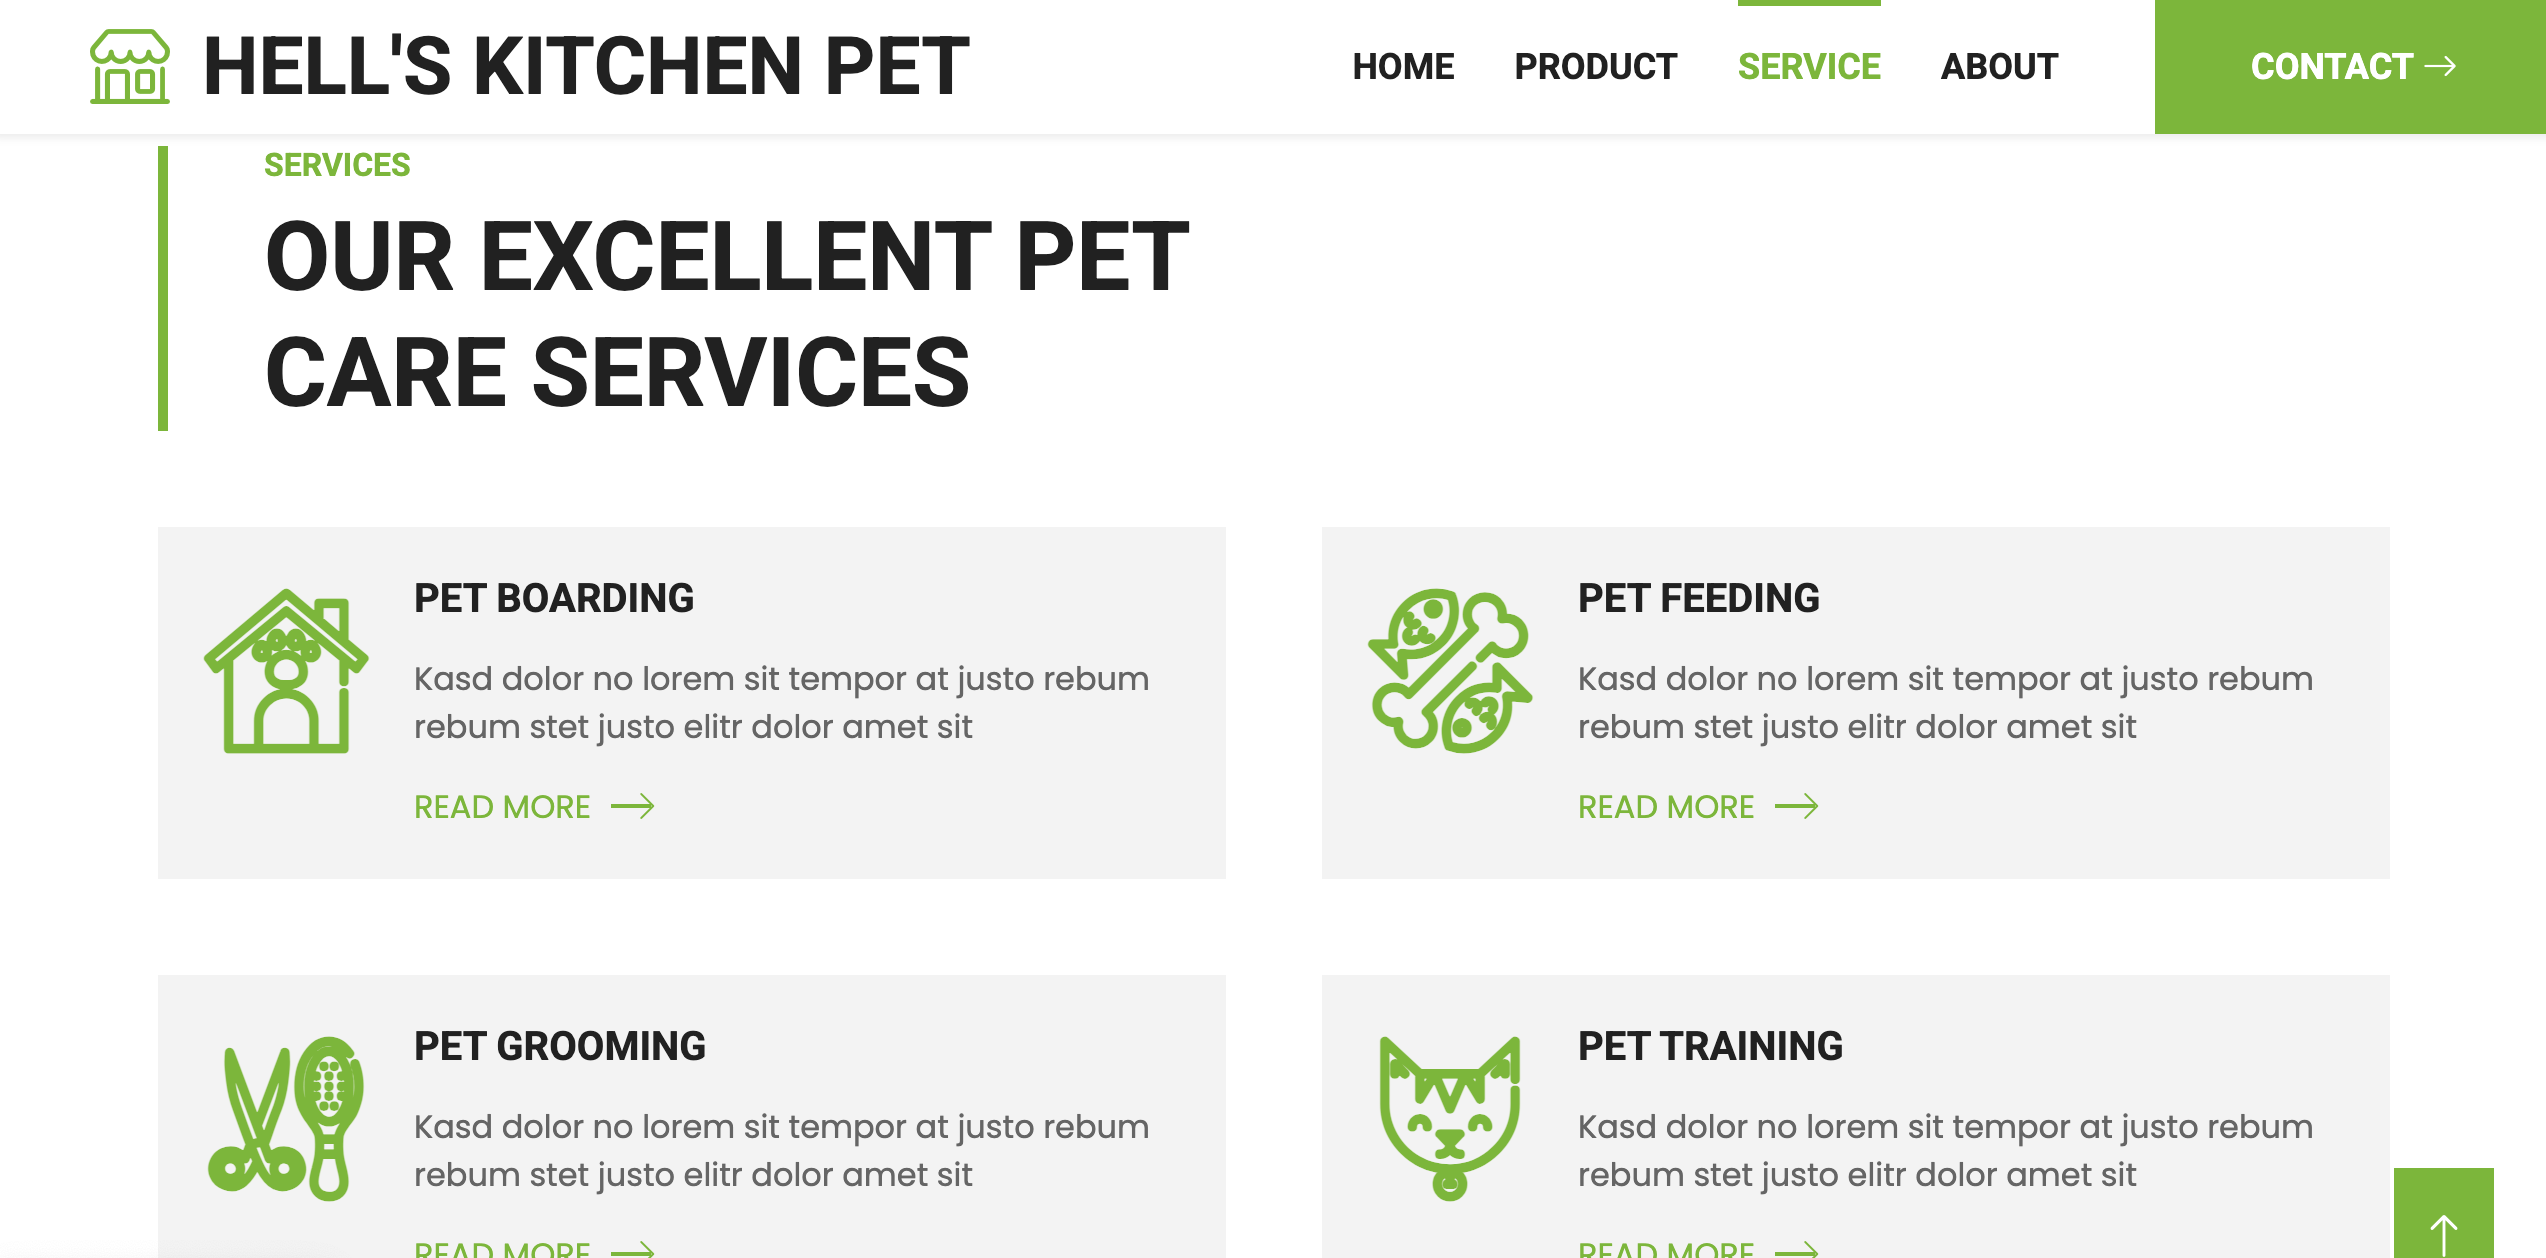 HELL'S KITCHEN PET
HOME PRODUCT SERVICE ABOUT CONTACT
SERVICES
OUR EXCELLENT PET
CARE SERVICES
PET BOARDING
Kasd dolor no lorem sit tempor at justo rebum
rebum stet justo elitr dolor amet sit
READ MORE
PET FEEDING
Kasd dolor no lorem sit tempor at justo rebum
rebum stet justo elitr dolor amet sit
READ MORE
PET GROOMING
Kasd dolor no lorem sit tempor at justo rebum
rebum stet justo elitr dolor amet sit
READ MORE
PET TRAINING
Kasd dolor no lorem sit tempor at justo rebum
rebum stet justo elitr dolor amet sit
READ MORE